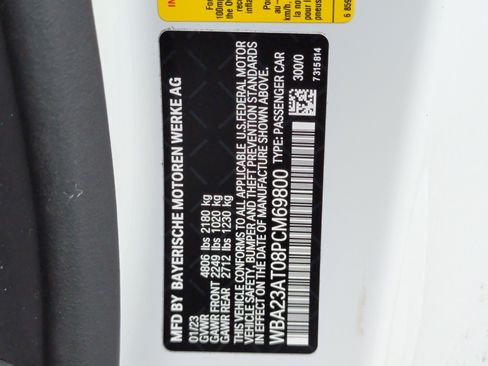 MFD BY BAYERISCHE MOTOREN WERKE AG
01/23
GVWR 4806 lbs 2180 kg
GAWR FRONT 2249 lbs 1020 kg
GAWR REAR 2712 lbs 1230 kg
THIS VEHICLE CONFORMS TO ALL APPLICABLE U.S.FEDERAL MOTOR
VEHICLE SAFETY, BUMPER AND THEFT PREVENTION STANDARDS
IN EFFECT ON THE DATE OF MANUFACTURE SHOWN ABOVE.
WBA23AT08PCM69800 TYPE: PASSENGER CAR
300/0
7315814